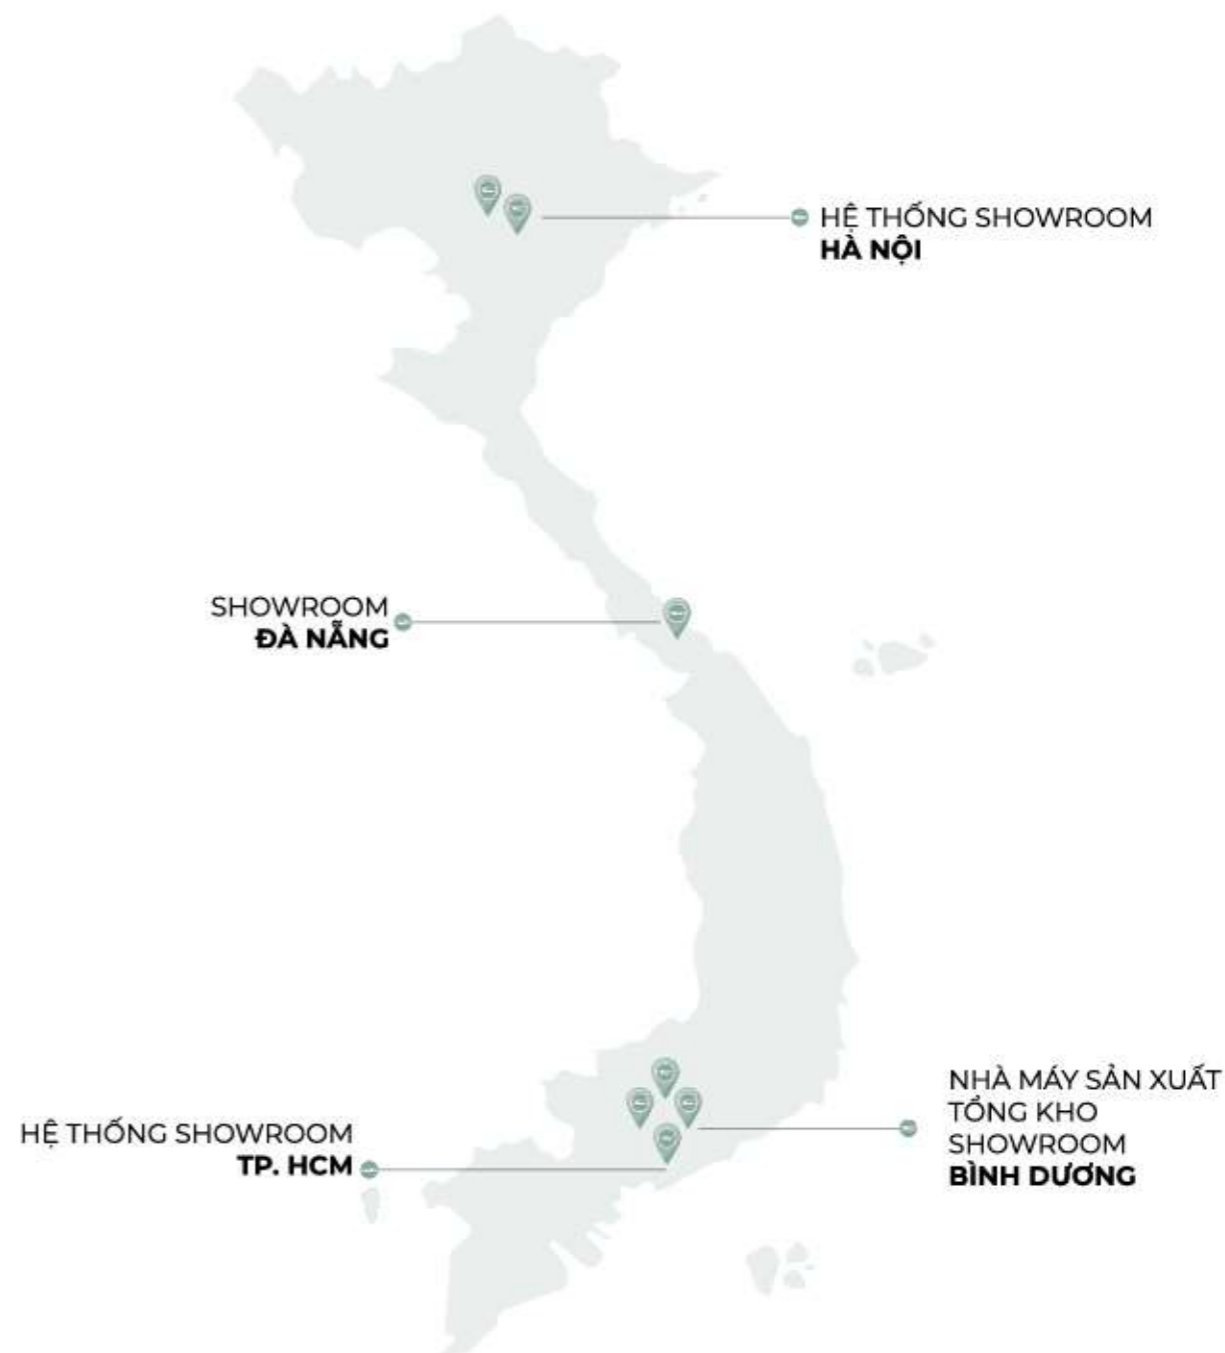 HỆ THỐNG SHOWROOM
HÀ NỘI
SHOWROOM
ĐÀ NẴNG
NHÀ MÁY SẢN XUẤT
TỔNG KHO
SHOWROOM
BÌNH DƯƠNG
HỆ THỐNG SHOWROOM
TP. HCM